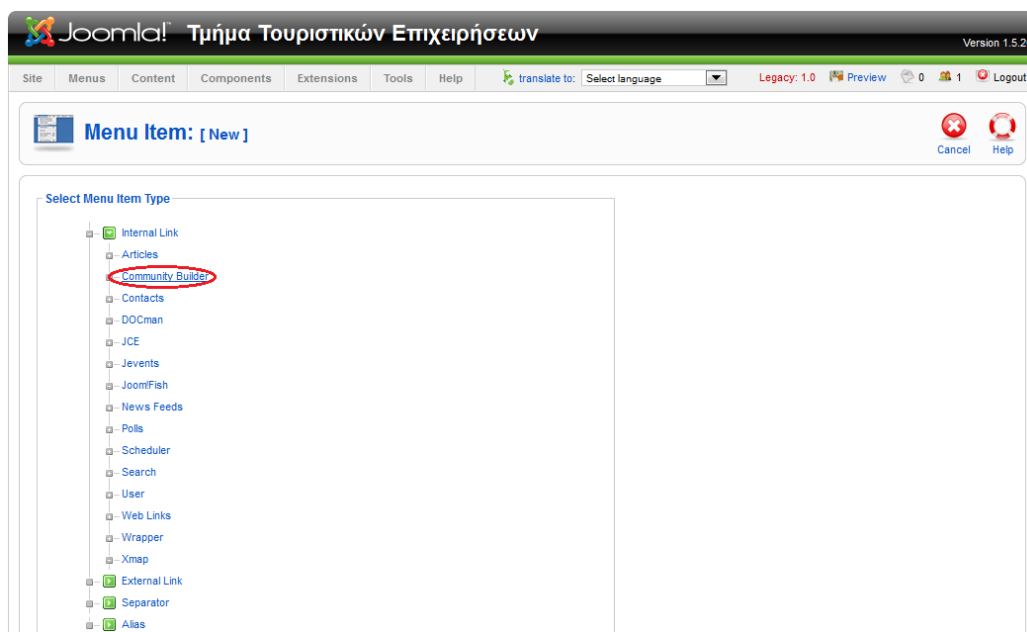 Joomla!™ Τμήμα Τουριστικών Επιχειρήσεων
Version 1.5.2
Site Menus Content Components Extensions Tools Help translate to: Select language Legacy: 1.0 Preview 0 1 Logout
Menu Item: [ New ]
Cancel Help
Select Menu Item Type
Internal Link
Articles
Community Builder
Contacts
DOCman
JCE
Jevents
Joom!Fish
News Feeds
Polls
Scheduler
Search
User
Web Links
Wrapper
Xmap
External Link
Separator
Alias